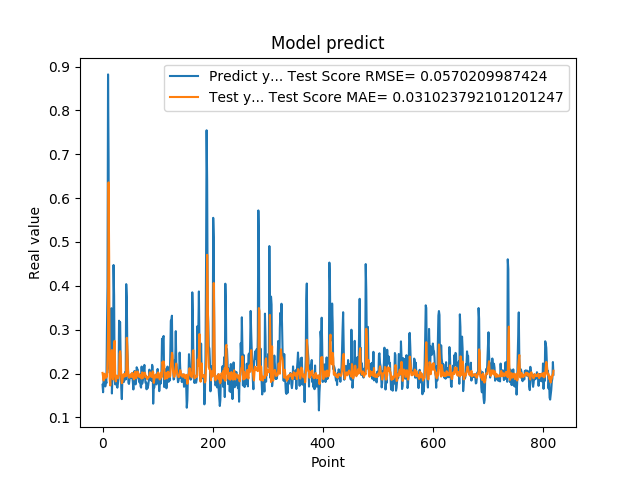 Model predict
Predict y... Test Score RMSE= 0.0570209987424
Test y... Test Score MAE= 0.031023792101201247
Real value
0.9
0.8
0.7
0.6
0.5
0.4
0.3
0.2
0.1
0 200 400 600 800
Point